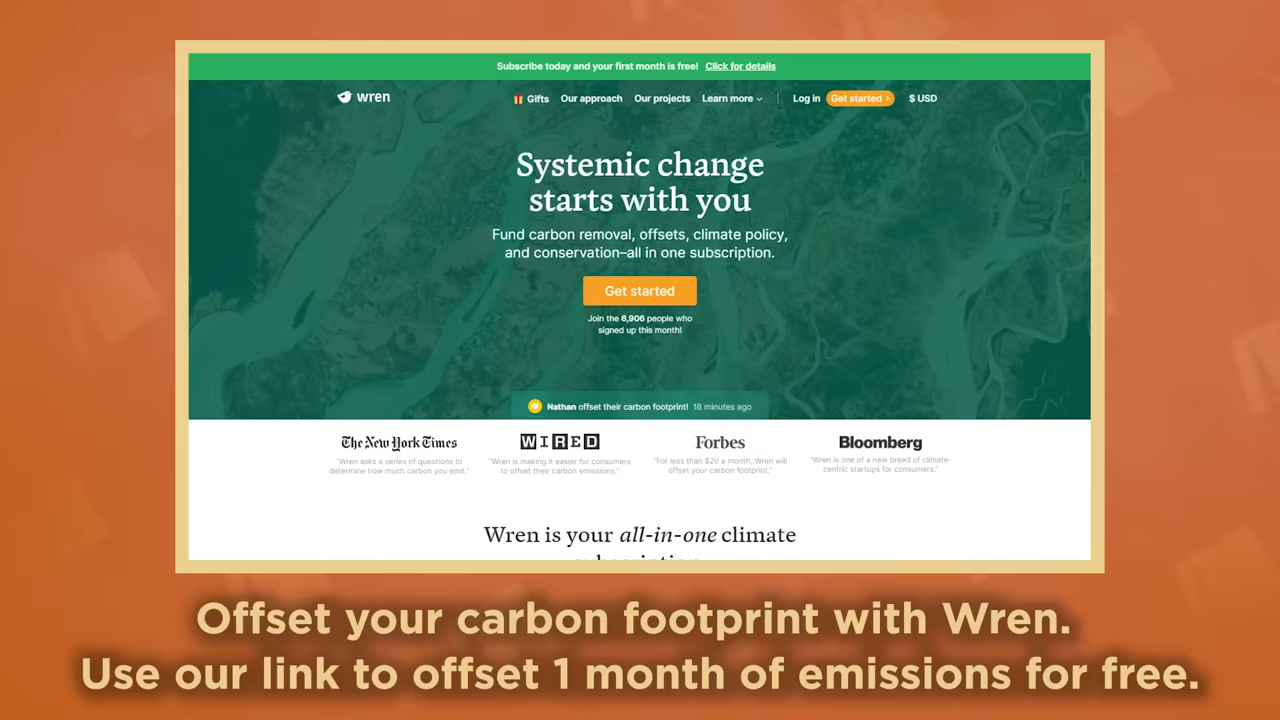 Subscribe today and your first month is free! Click for details
wren
Gifts Our approach Our projects Learn more Log in Get started › $ USD
Systemic change
starts with you
Fund carbon removal, offsets, climate policy,
and conservation–all in one subscription.
Get started
Join the 6,906 people who
signed up this month!
Nathan offset their carbon footprint! 18 minutes ago
The New York Times
"Wren asks a series of questions to
determine how much carbon you emit."
WIRED
"Wren is making it easier for consumers
to offset their carbon emissions."
Forbes
"For less than $20 a month, Wren will
offset your carbon footprint."
Bloomberg
"Wren is one of a new breed of climate-
centric startups for consumers."
Wren is your all-in-one climate
Offset your carbon footprint with Wren.
Use our link to offset 1 month of emissions for free.